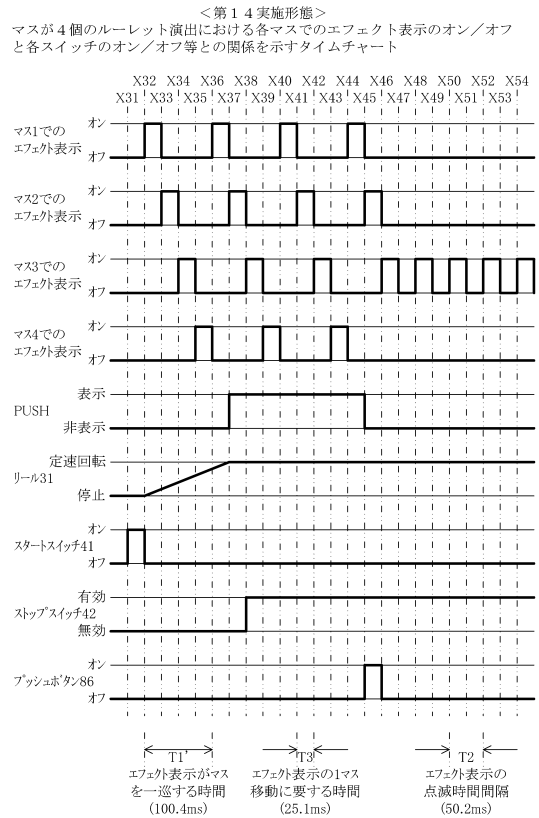 ＜第１４実施形態＞
マスが４個のルーレット演出における各マスでのエフェクト表示のオン／オフ
と各スイッチのオン／オフ等との関係を示すタイムチャート
X32 X34 X36 X38 X40 X42 X44 X46 X48 X50 X52 X54
X31 X33 X35 X37 X39 X41 X43 X45 X47 X49 X51 X53
マス1での
エフェクト表示
オン
オフ
マス2での
エフェクト表示
オン
オフ
マス3での
エフェクト表示
オン
オフ
マス4での
エフェクト表示
オン
オフ
PUSH
表示
非表示
リール31
定速回転
停止
スタートスイッチ41
オン
オフ
ストップスイッチ42
有効
無効
プッシュボタン86
オン
オフ
T1'
エフェクト表示がマス
を一巡する時間
(100.4ms)
T3'
エフェクト表示の1マス
移動に要する時間
(25.1ms)
T2
エフェクト表示の
点滅時間間隔
(50.2ms)